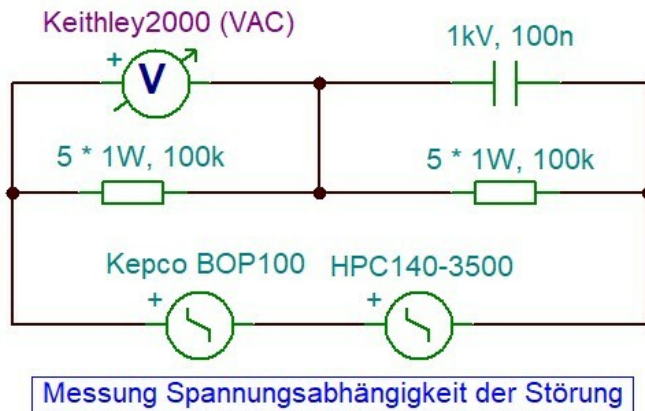 Keithley2000 (VAC)
1kV, 100n
+
V
5 * 1W, 100k
5 * 1W, 100k
Kepco BOP100
HPC140-3500
+
+
Messung Spannungsabhängigkeit der Störung